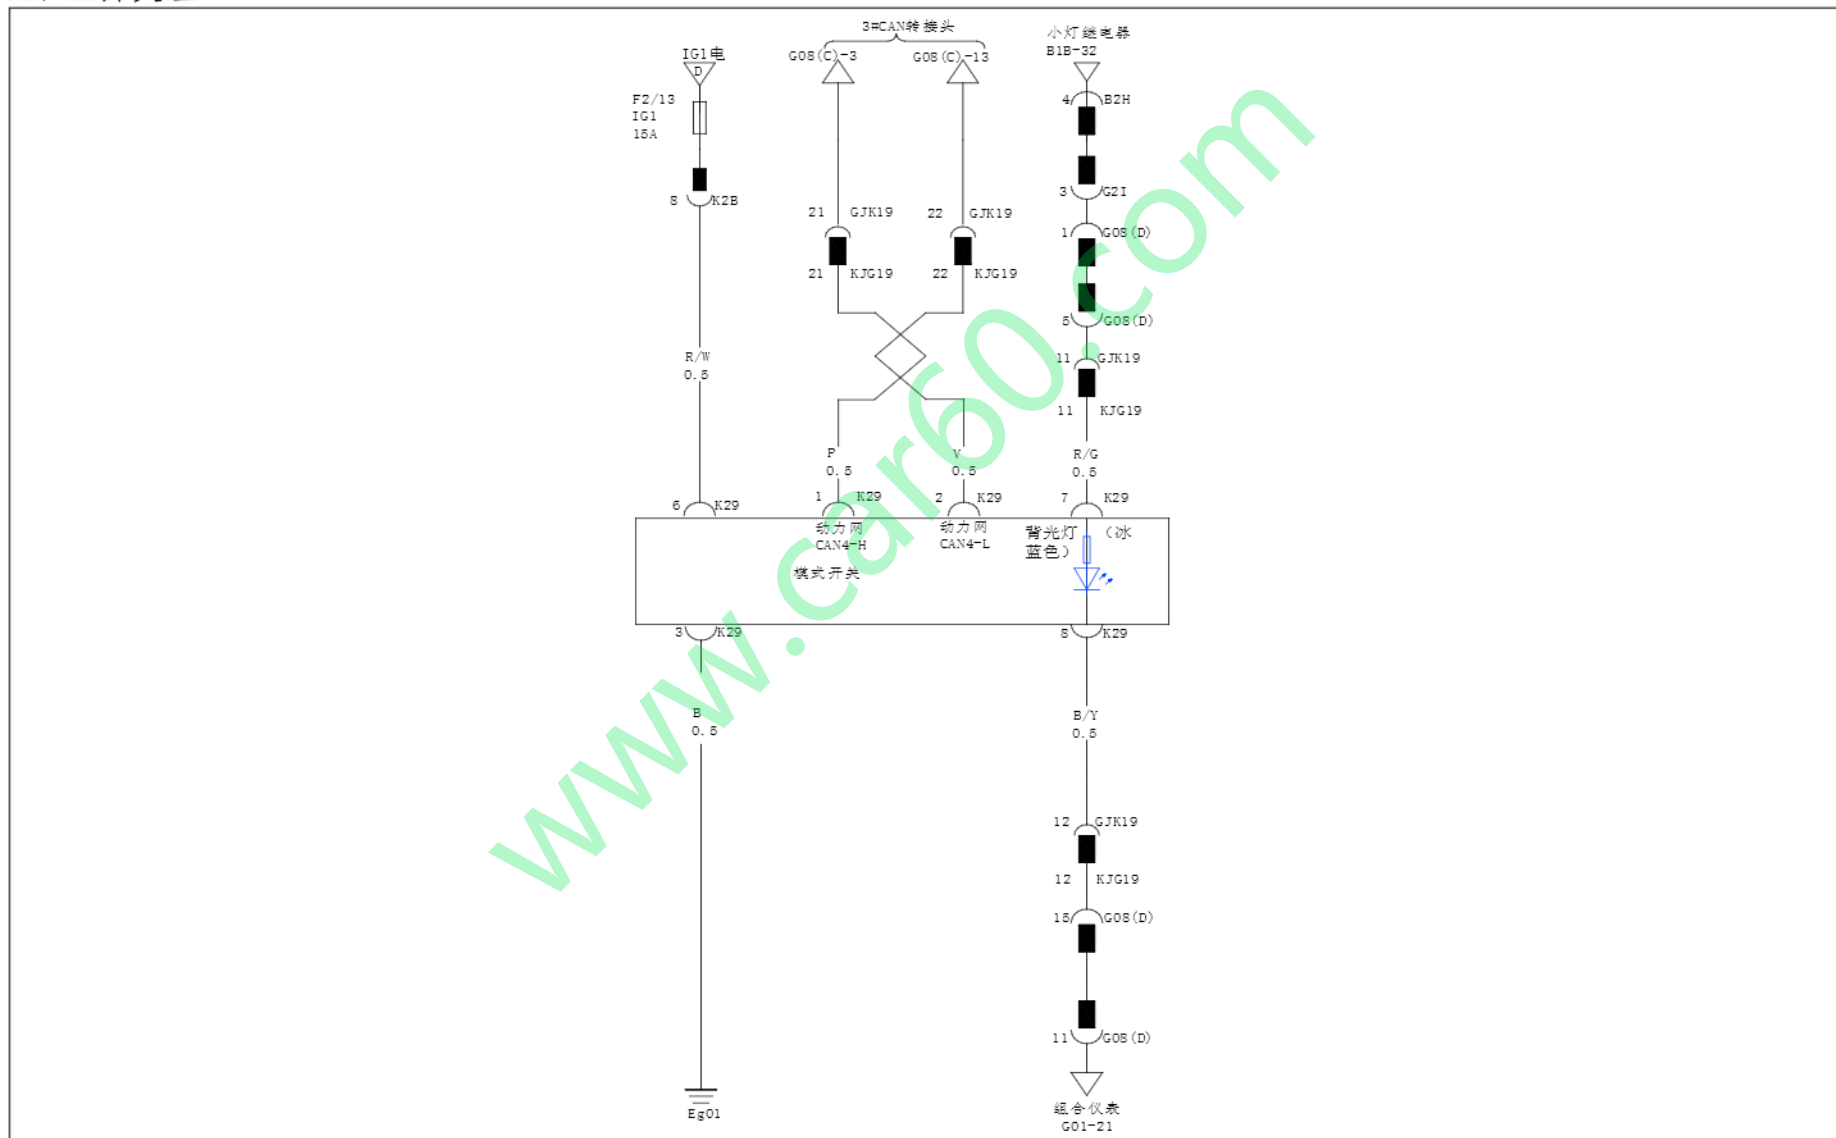 3#CAN转接头
小灯继电器
IG1电
G08(C)-3
G08(C)-13
B1B-32
D
F2/13
IG1
15A
4
B2H
8
K2B
3
G2I
21
GJK19
22
GJK19
1
G08(D)
21
KJG19
22
KJG19
5
G08(D)
R/W
0.5
11
GJK19
11
KJG19
P
0.5
V
0.5
R/G
0.5
6
K29
1
K29
2
K29
7
K29
动力网
CAN4-H
动力网
CAN4-L
背光灯 （冰
蓝色）
模式开关
3
K29
8
K29
B
0.5
B/Y
0.5
12
GJK19
12
KJG19
15
G08(D)
11
G08(D)
Eg01
组合仪表
G01-21
www.car60.com